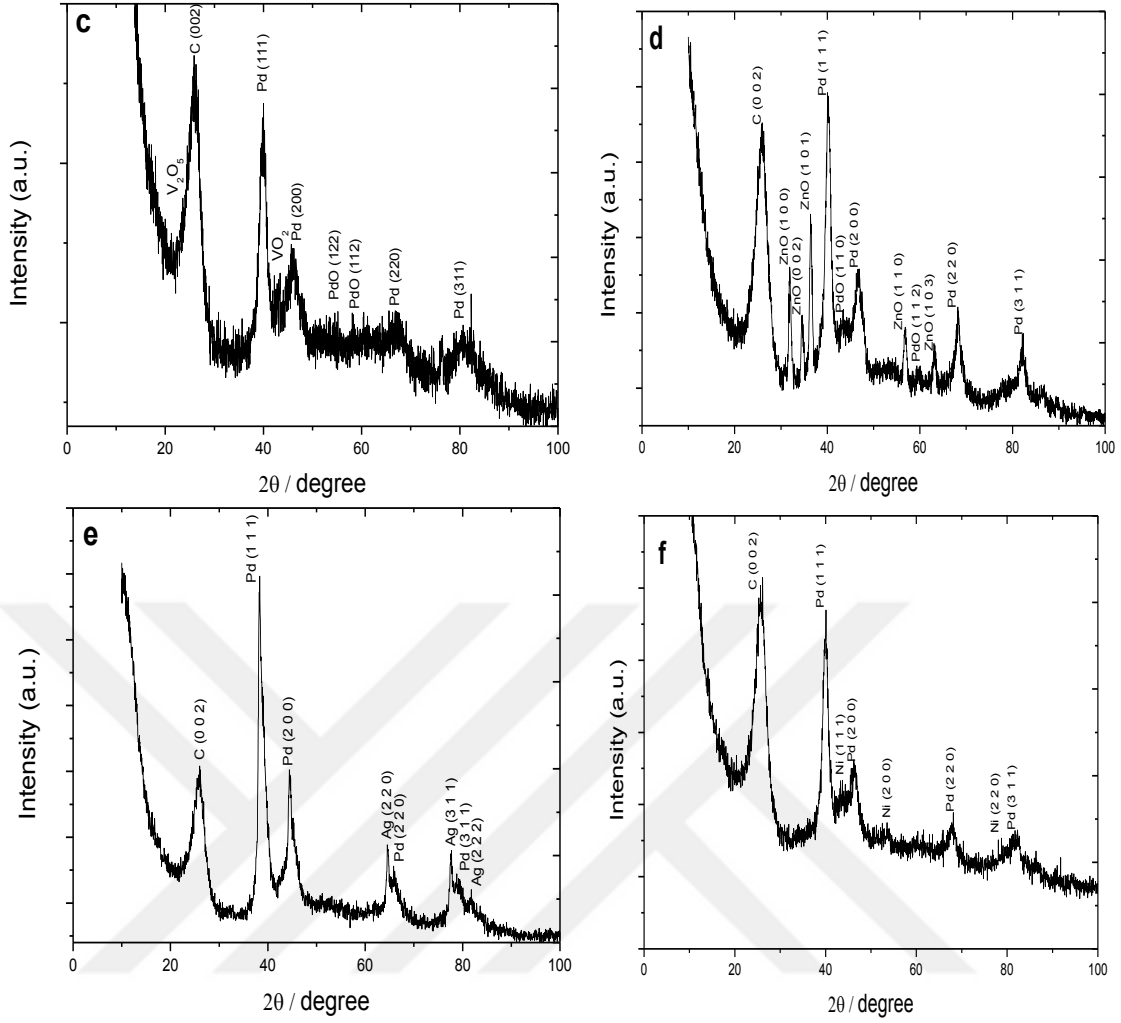 c
C (002)
Pd (111)
V₂O₅
VO₂
Pd (200)
PdO (122)
PdO (112)
Pd (220)
Pd (311)
Intensity (a.u.)
0 20 40 60 80 100
2θ / degree
d
C (0 0 2)
ZnO (1 0 0)
ZnO (0 0 2)
ZnO (1 0 1)
Pd (1 1 1)
PdO (1 1 0)
Pd (2 0 0)
ZnO (1 1 0)
PdO (1 1 2)
ZnO (1 0 3)
Pd (2 2 0)
Pd (3 1 1)
Intensity (a.u.)
0 20 40 60 80 100
2θ / degree
e
C (0 0 2)
Pd (1 1 1)
Pd (2 0 0)
Ag (2 2 0)
Pd (2 2 0)
Ag (3 1 1)
Pd (3 1 1)
Ag (2 2 2)
Intensity (a.u.)
0 20 40 60 80 100
2θ / degree
f
C (0 0 2)
Pd (1 1 1)
Ni (1 1 1)
Pd (2 0 0)
Ni (2 0 0)
Pd (2 2 0)
Ni (2 2 0)
Pd (3 1 1)
Intensity (a.u.)
0 20 40 60 80 100
2θ / degree